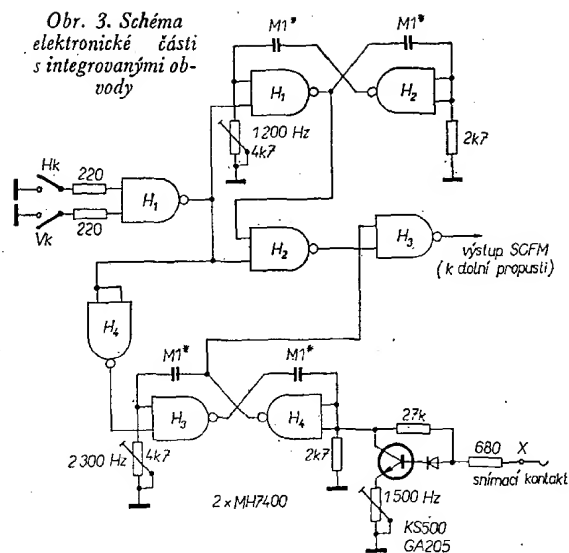 Obr. 3. Schéma
elektronické části
s integrovanými ob-
vody
M1* M1*
H1 H2
1200 Hz
4k7
2k7
Hk 220
H1
Vk 220
H2 H3
výstup SCFM
(k dolní propusti)
H4
M1* M1*
H3 H4
27k
2300 Hz 4k7
2k7
680 X
snímací kontakt
1500 Hz
2xMH7400
KS500
GA205